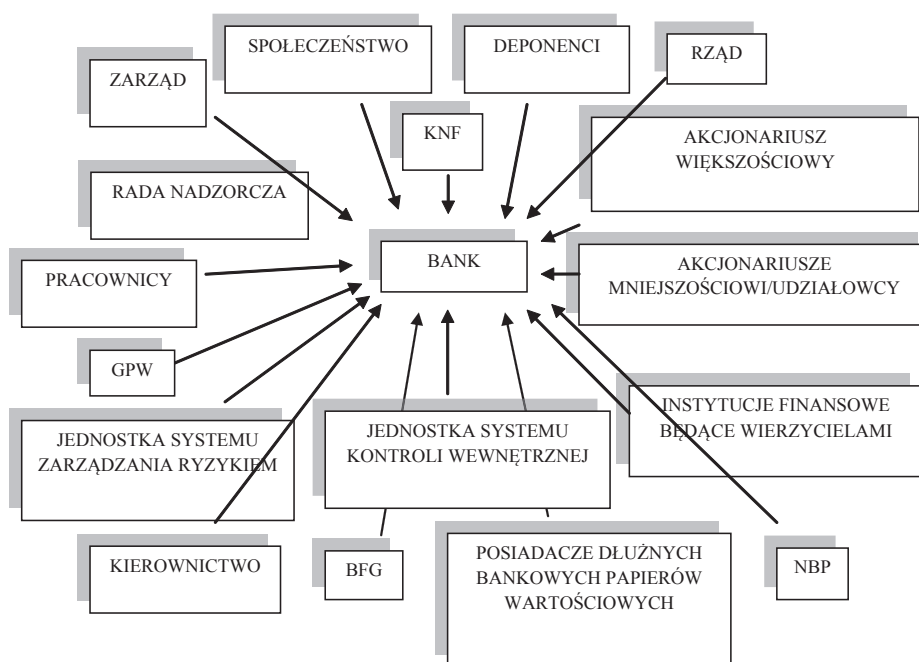 SPOŁECZEŃSTWO
DEPONENCI
RZĄD
ZARZĄD
KNF
AKCJONARIUSZ
WIĘKSZOŚCIOWY
RADA NADZORCZA
BANK
PRACOWNICY
AKCJONARIUSZE
MNIEJSZOŚCIOWI/UDZIAŁOWCY
GPW
JEDNOSTKA SYSTEMU
ZARZĄDZANIA RYZYKIEM
JEDNOSTKA SYSTEMU
KONTROLI WEWNĘTRZNEJ
INSTYTUCJE FINANSOWE
BĘDĄCE WIERZYCIELAMI
KIEROWNICTWO
BFG
POSIADACZE DŁUŻNYCH
BANKOWYCH PAPIERÓW
WARTOŚCIOWYCH
NBP